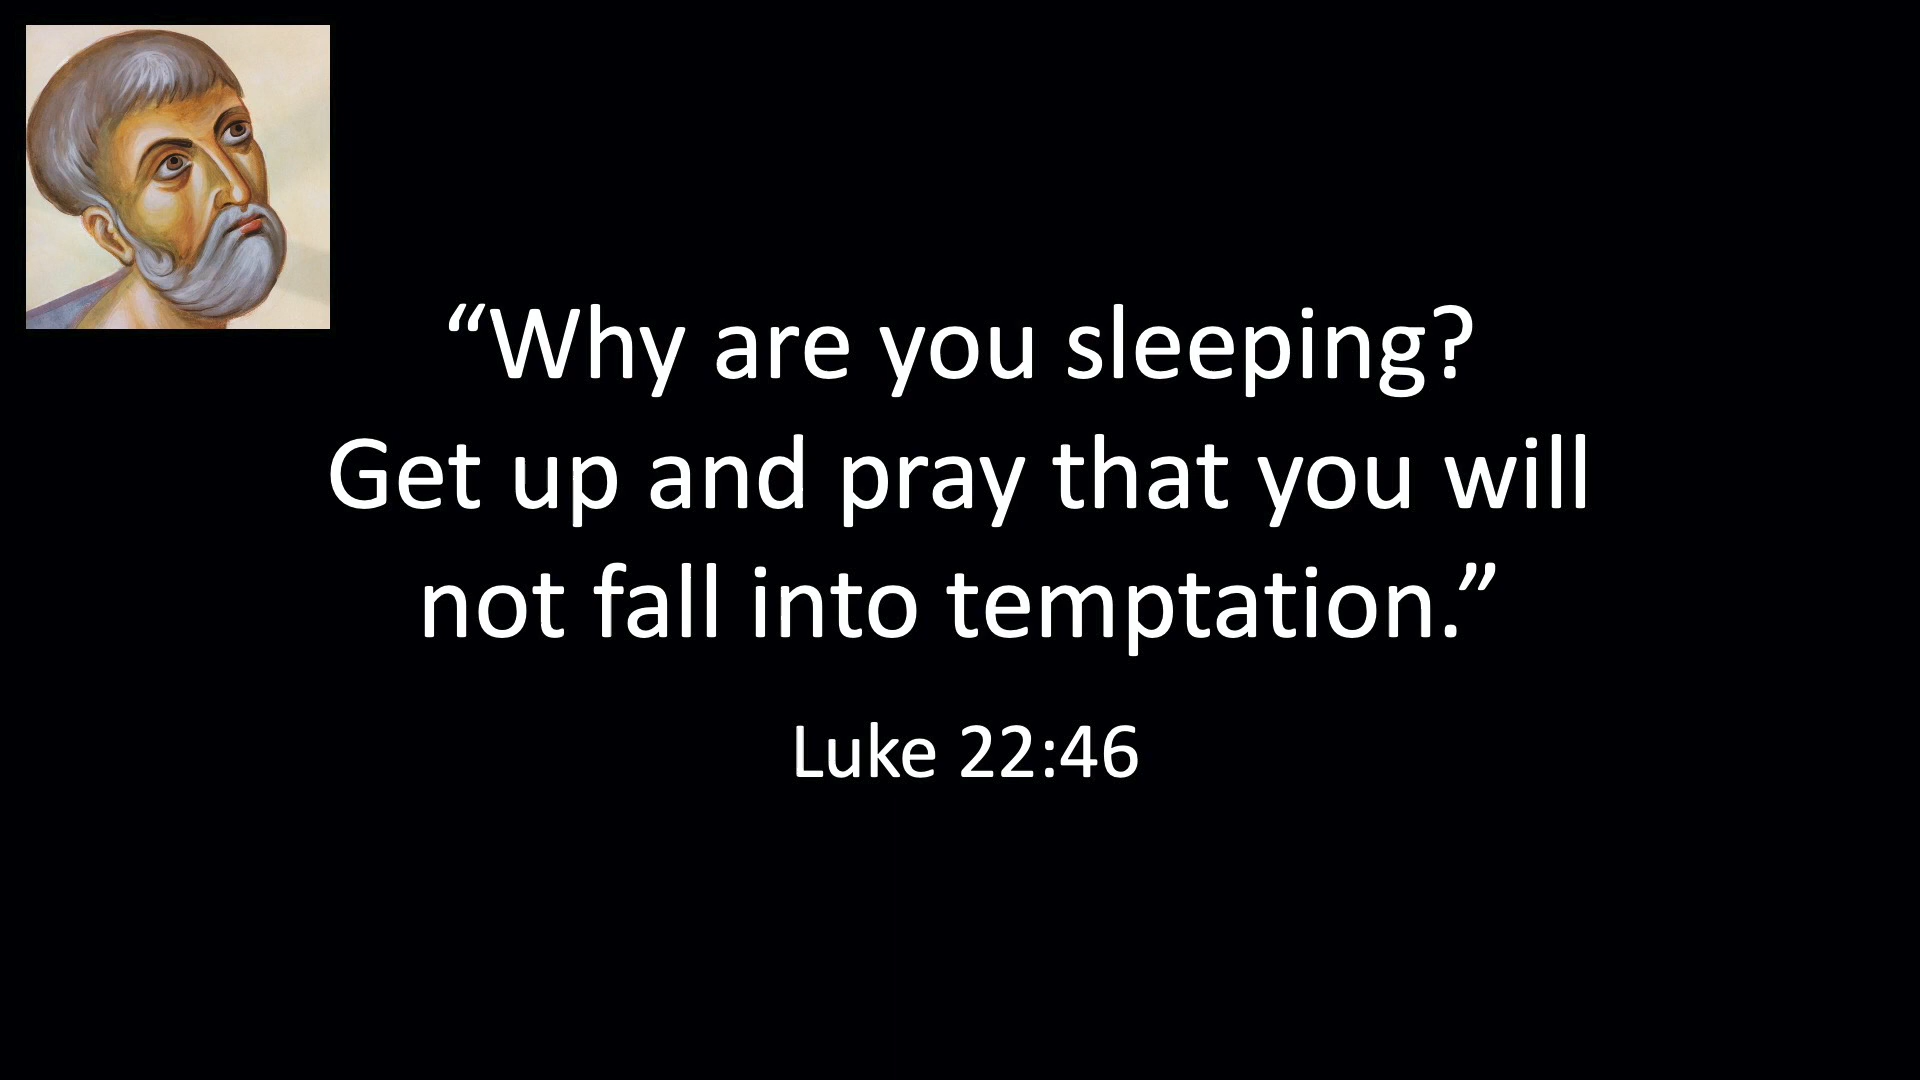 “Why are you sleeping?
Get up and pray that you will
not fall into temptation.”
Luke 22:46